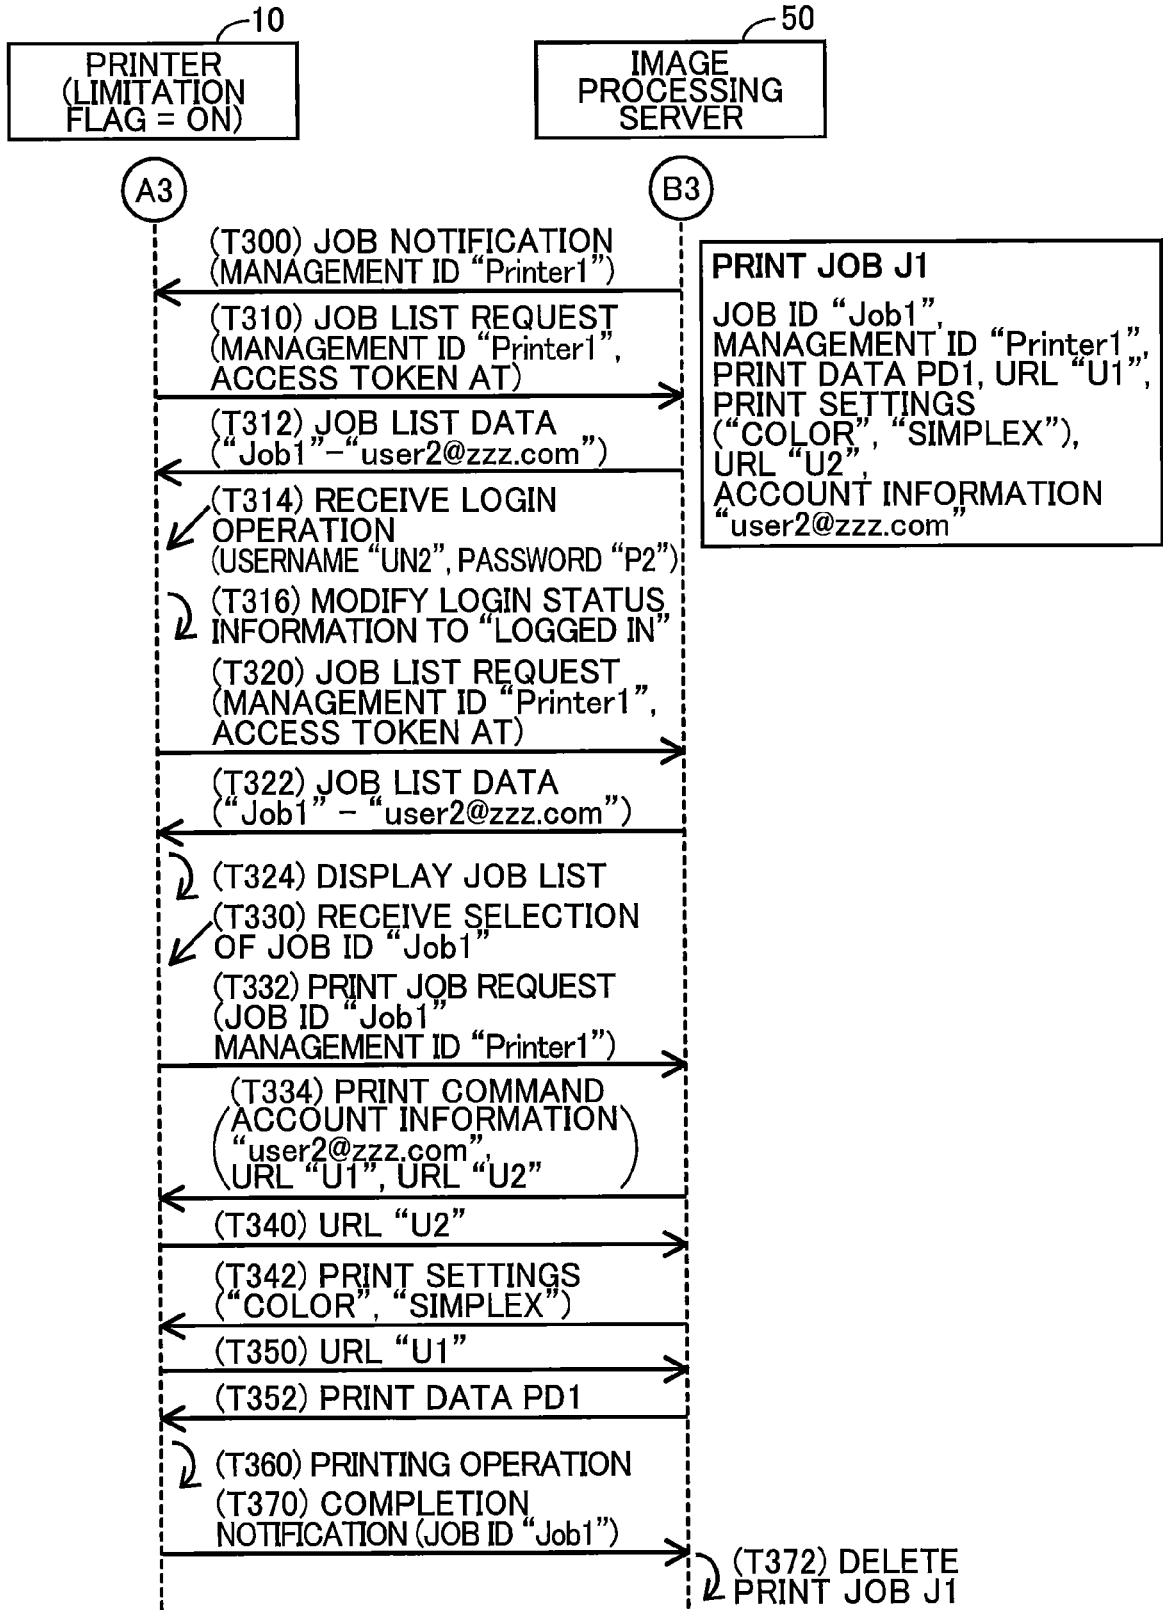 10
PRINTER
(LIMITATION
FLAG = ON)
50
IMAGE
PROCESSING
SERVER
A3
B3
(T300) JOB NOTIFICATION
(MANAGEMENT ID “Printer1”)
PRINT JOB J1
JOB ID “Job1”,
MANAGEMENT ID “Printer1”,
PRINT DATA PD1, URL “U1”,
PRINT SETTINGS
(“COLOR”, “SIMPLEX”),
URL “U2”,
ACCOUNT INFORMATION
“user2@zzz.com”
(T310) JOB LIST REQUEST
(MANAGEMENT ID “Printer1”,
ACCESS TOKEN AT)
(T312) JOB LIST DATA
(“Job1”–“user2@zzz.com”)
(T314) RECEIVE LOGIN
OPERATION
(USERNAME “UN2”, PASSWORD “P2”)
(T316) MODIFY LOGIN STATUS
INFORMATION TO “LOGGED IN”
(T320) JOB LIST REQUEST
(MANAGEMENT ID “Printer1”,
ACCESS TOKEN AT)
(T322) JOB LIST DATA
(“Job1” – “user2@zzz.com”)
(T324) DISPLAY JOB LIST
(T330) RECEIVE SELECTION
OF JOB ID “Job1”
(T332) PRINT JOB REQUEST
(JOB ID “Job1”
MANAGEMENT ID “Printer1”)
(T334) PRINT COMMAND
(ACCOUNT INFORMATION
“user2@zzz.com”,
URL “U1”, URL “U2”)
(T340) URL “U2”
(T342) PRINT SETTINGS
(“COLOR”, “SIMPLEX”)
(T350) URL “U1”
(T352) PRINT DATA PD1
(T360) PRINTING OPERATION
(T370) COMPLETION
NOTIFICATION (JOB ID “Job1”)
(T372) DELETE
PRINT JOB J1